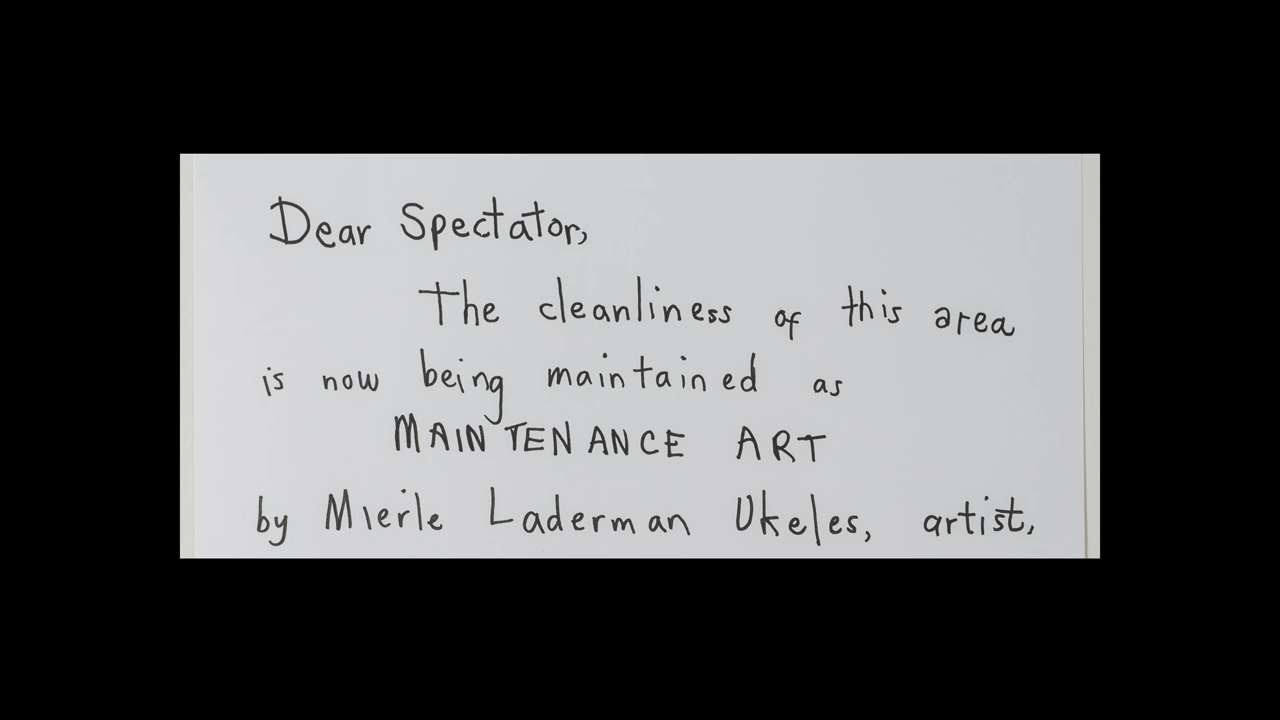 Dear Spectator,
The cleanliness of this area
is now being maintained as
MAINTENANCE ART
by Mierle Laderman Ukeles, artist,